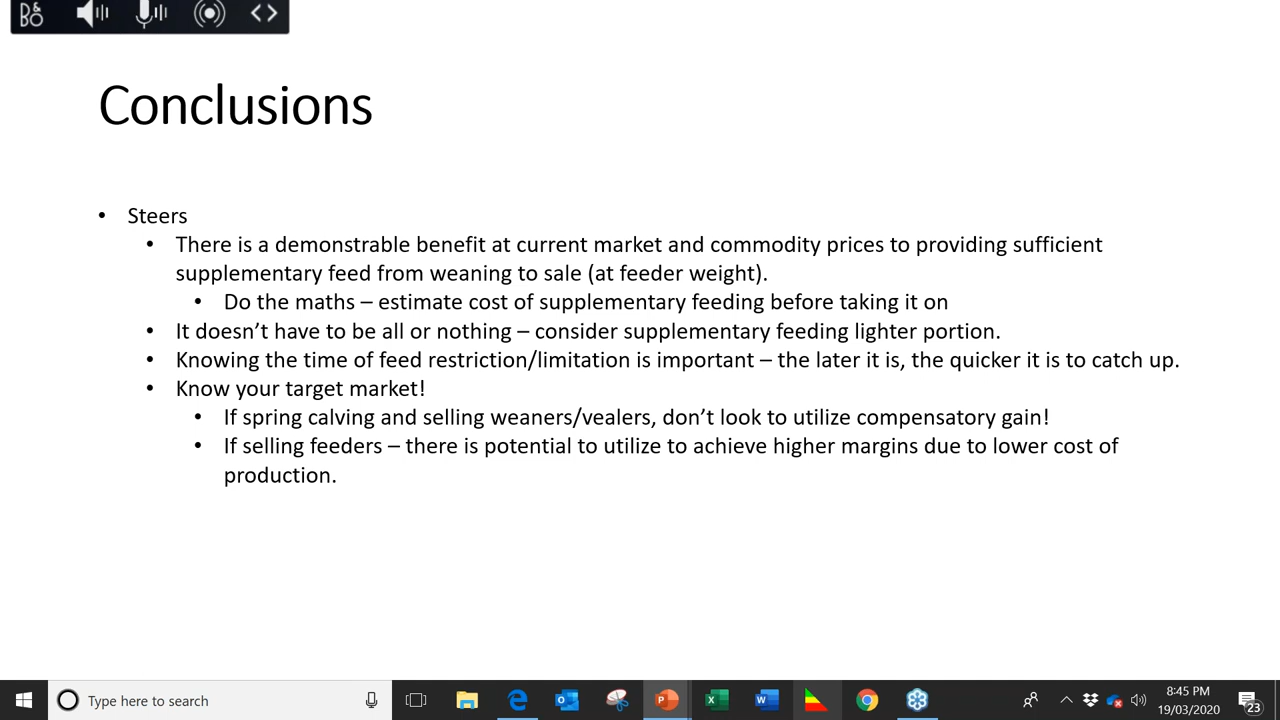 B&O
Conclusions
• Steers
• There is a demonstrable benefit at current market and commodity prices to providing sufficient
supplementary feed from weaning to sale (at feeder weight).
• Do the maths – estimate cost of supplementary feeding before taking it on
• It doesn’t have to be all or nothing – consider supplementary feeding lighter portion.
• Knowing the time of feed restriction/limitation is important – the later it is, the quicker it is to catch up.
• Know your target market!
• If spring calving and selling weaners/vealers, don’t look to utilize compensatory gain!
• If selling feeders – there is potential to utilize to achieve higher margins due to lower cost of
production.
Type here to search
8:45 PM
19/03/2020
23